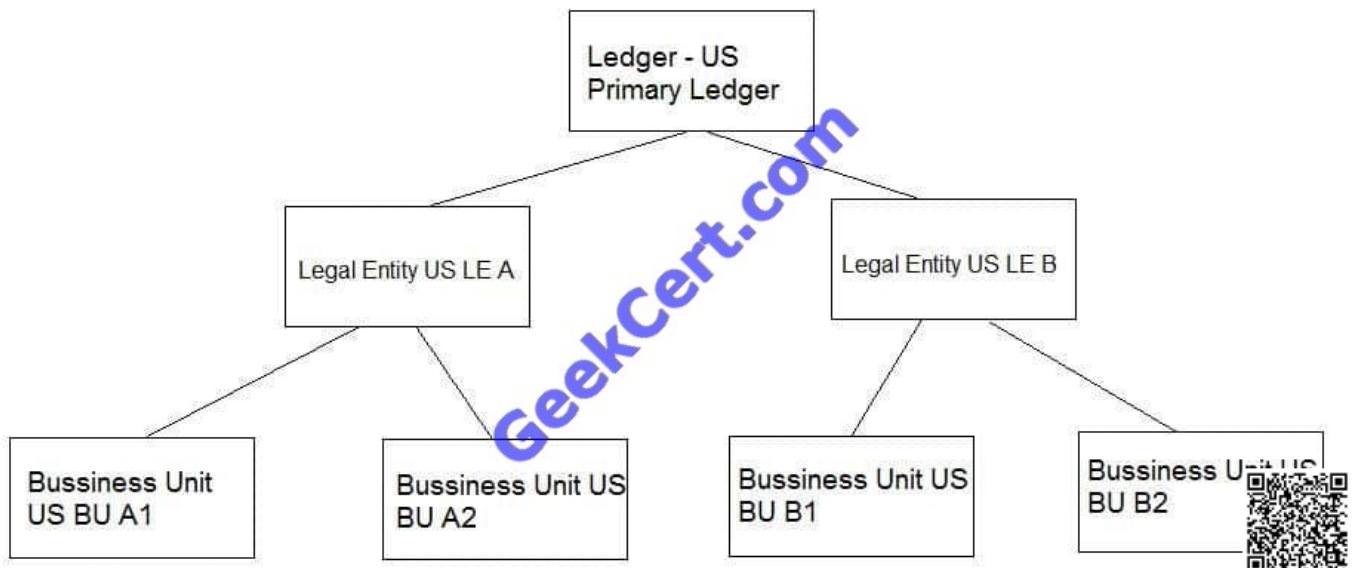 Ledger - US
Primary Ledger
Legal Entity US LE A
Legal Entity US LE B
Bussiness Unit
US BU A1
Bussiness Unit US
BU A2
Bussiness Unit US
BU B1
Bussiness Unit US
BU B2
GeekCert.com